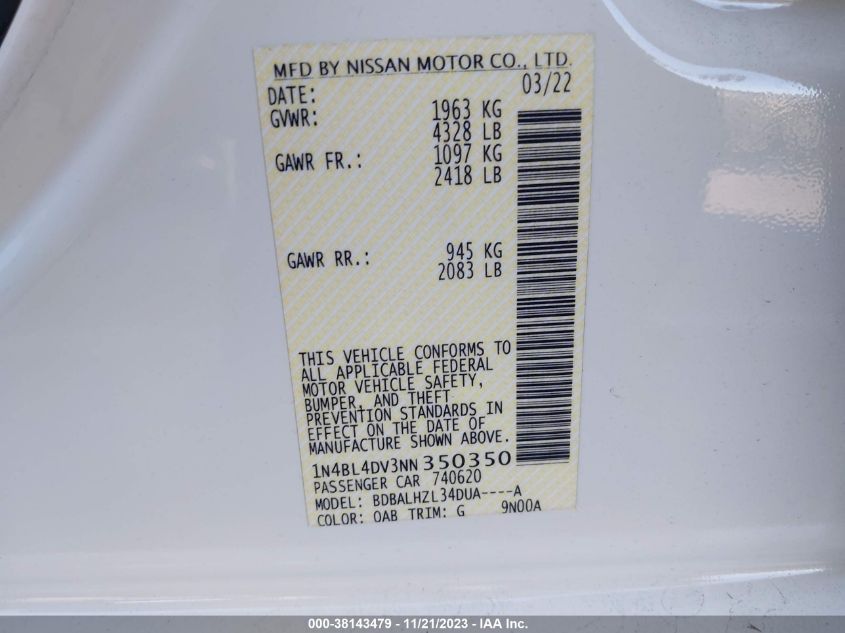 MFD BY NISSAN MOTOR CO., LTD.
DATE: 03/22
GVWR: 1963 KG
4328 LB
GAWR FR.: 1097 KG
2418 LB
GAWR RR.: 945 KG
2083 LB
THIS VEHICLE CONFORMS TO
ALL APPLICABLE FEDERAL
MOTOR VEHICLE SAFETY,
BUMPER, AND THEFT
PREVENTION STANDARDS IN
EFFECT ON THE DATE OF
MANUFACTURE SHOWN ABOVE.
1N4BL4DV3NN350350
PASSENGER CAR 740620
MODEL: BDBALHZL34DUA----A
COLOR: QAB TRIM: G 9N00A
000-38143479 - 11/21/2023 - IAA Inc.